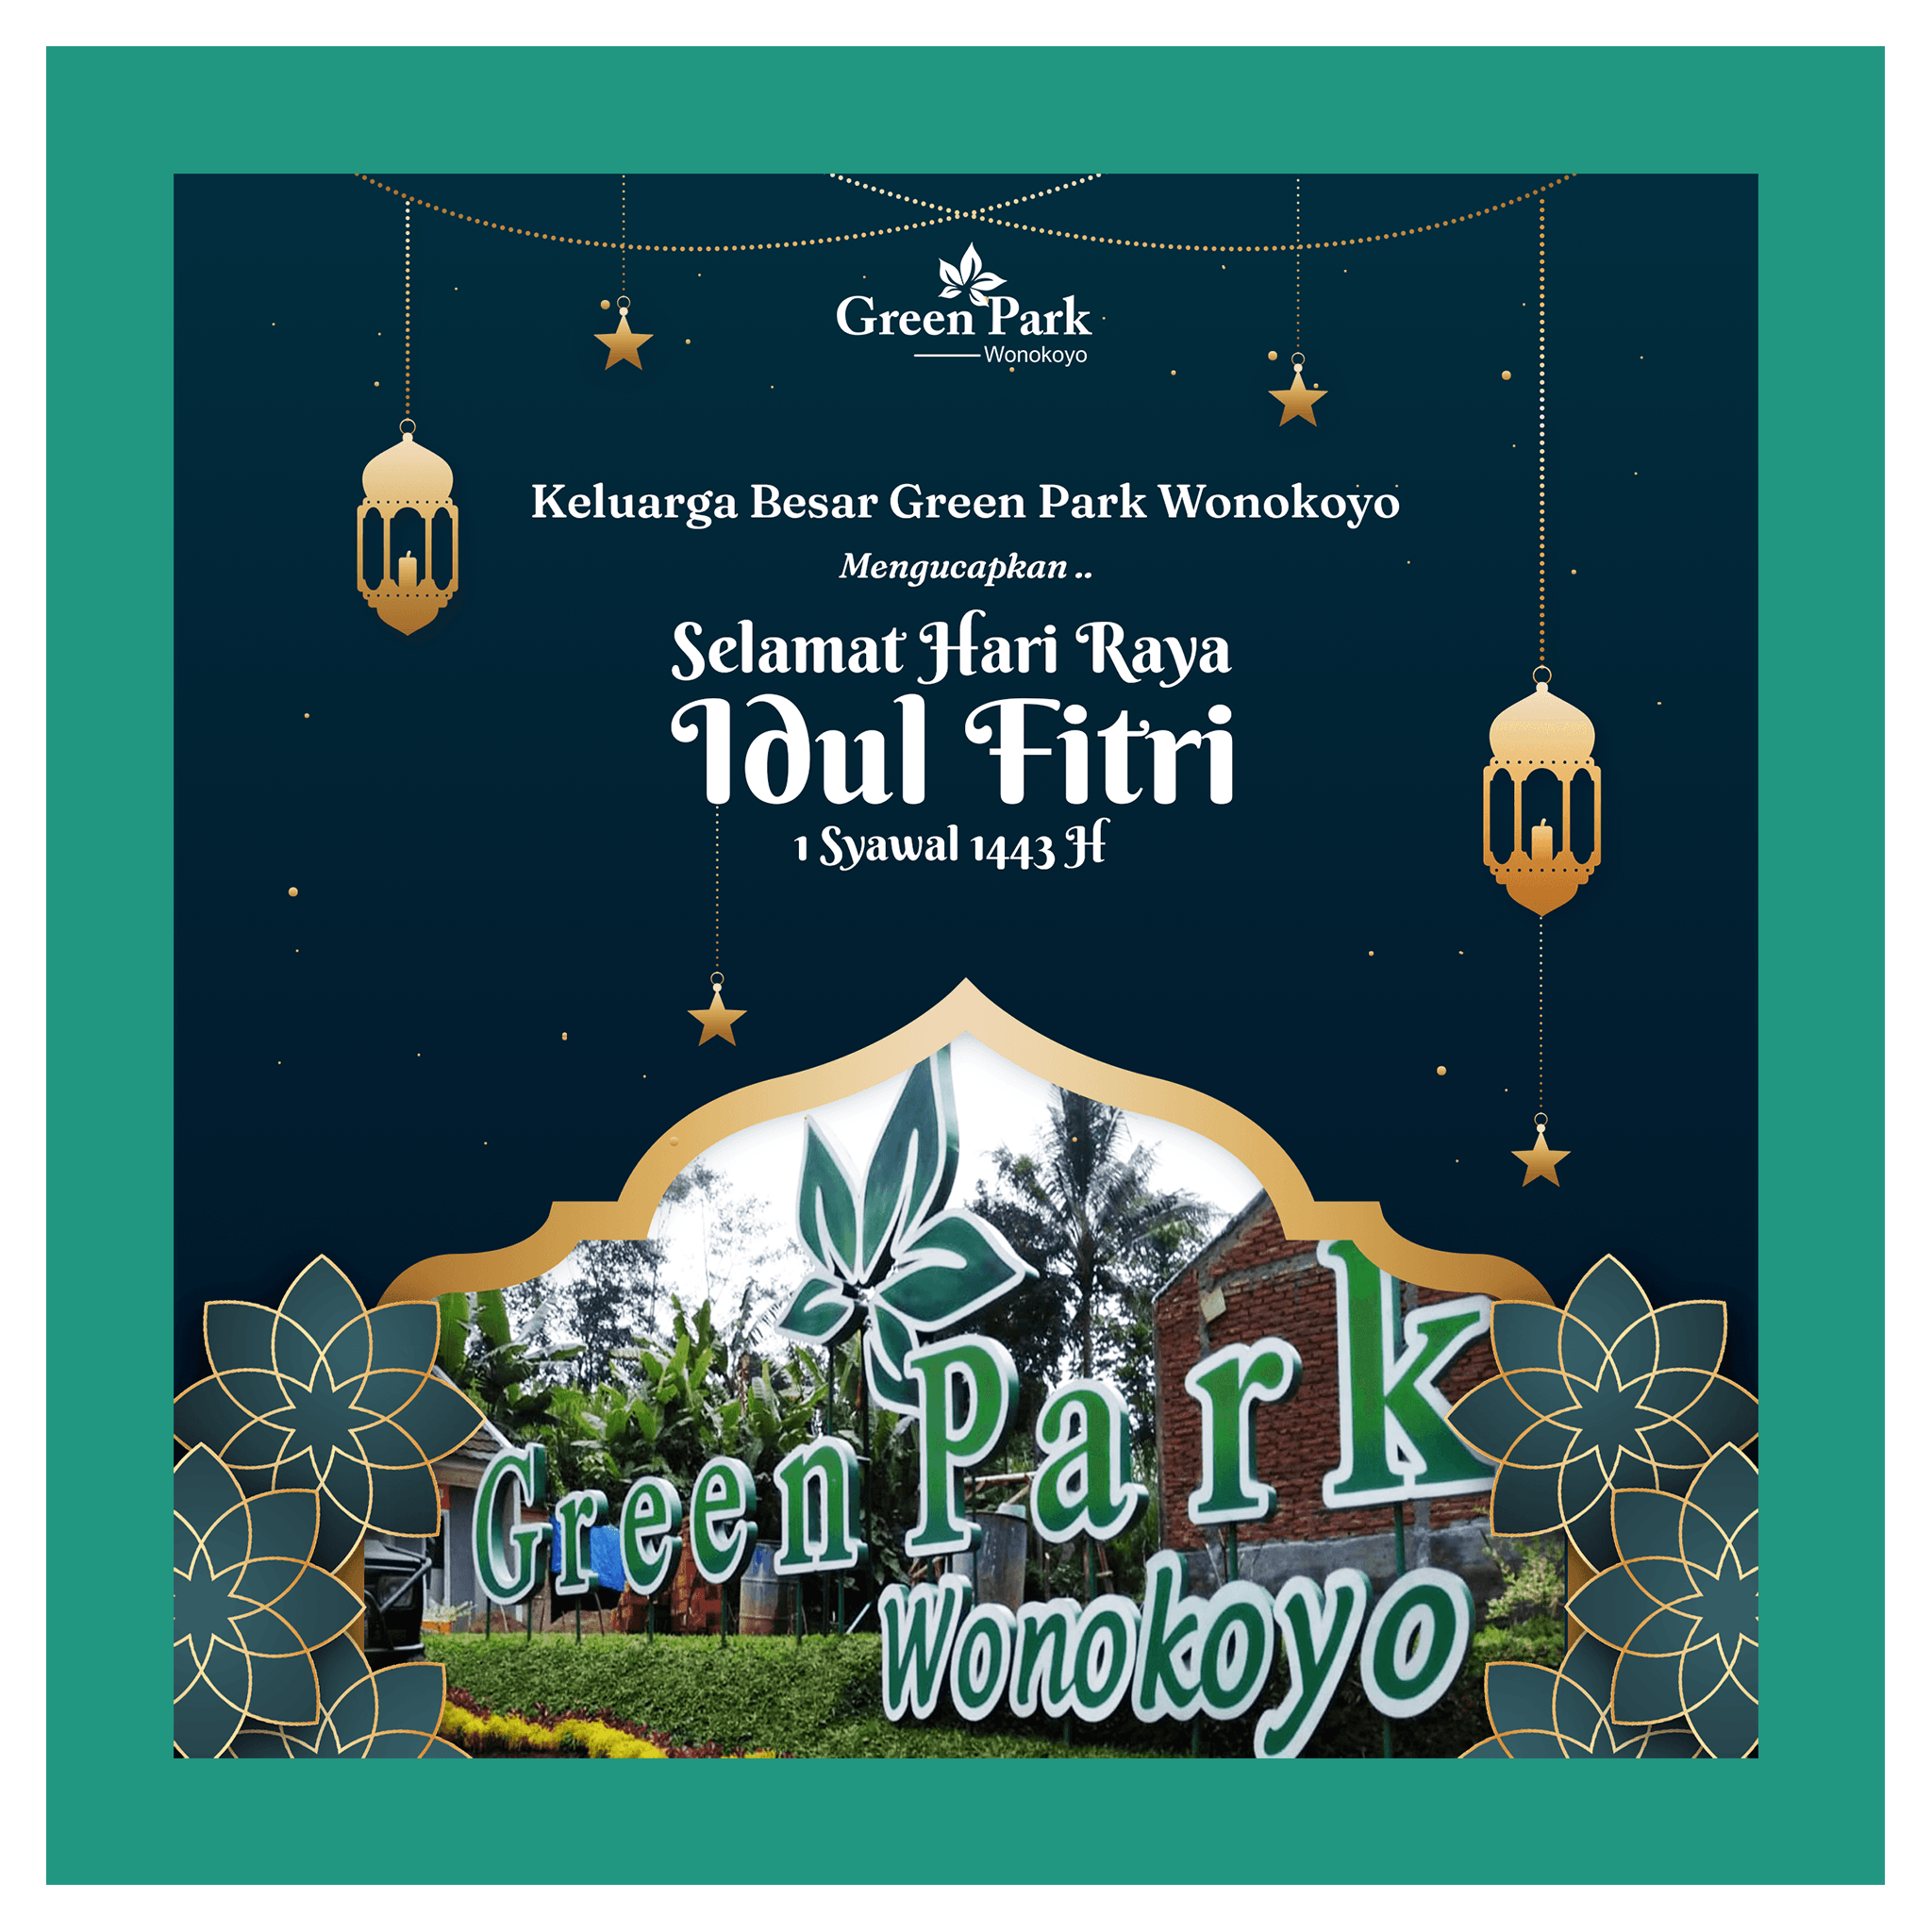 Green Park
Wonokoyo
Keluarga Besar Green Park Wonokoyo
Mengucapkan ..
Selamat Hari Raya
Idul Fitri
1 Syawal 1443 H
Green Park
Wonokoyo